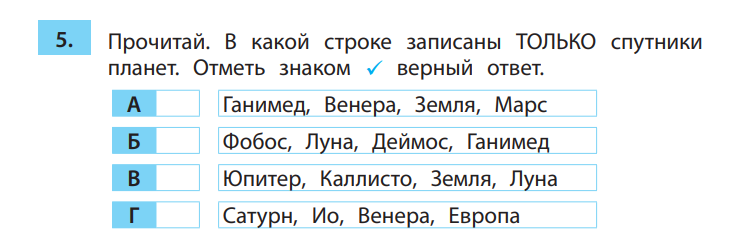 5. Прочитай. В какой строке записаны ТОЛЬКО спутники
планет. Отметь знаком ✓ верный ответ.
А Ганимед, Венера, Земля, Марс
Б Фобос, Луна, Деймос, Ганимед
В Юпитер, Каллисто, Земля, Луна
Г Сатурн, Ио, Венера, Европа